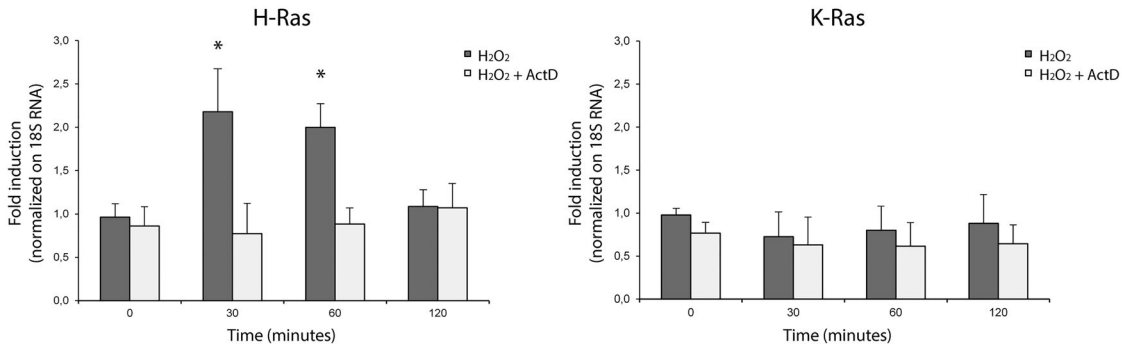 H-Ras
Fold induction
(normalized on 18S RNA)
3,0
2,5
2,0
1,5
1,0
0,5
0,0
*
*
H2O2
H2O2 + ActD
0 30 60 120
Time (minutes)
K-Ras
Fold induction
(normalized on 18S RNA)
3,0
2,5
2,0
1,5
1,0
0,5
0,0
H2O2
H2O2 + ActD
0 30 60 120
Time (minutes)